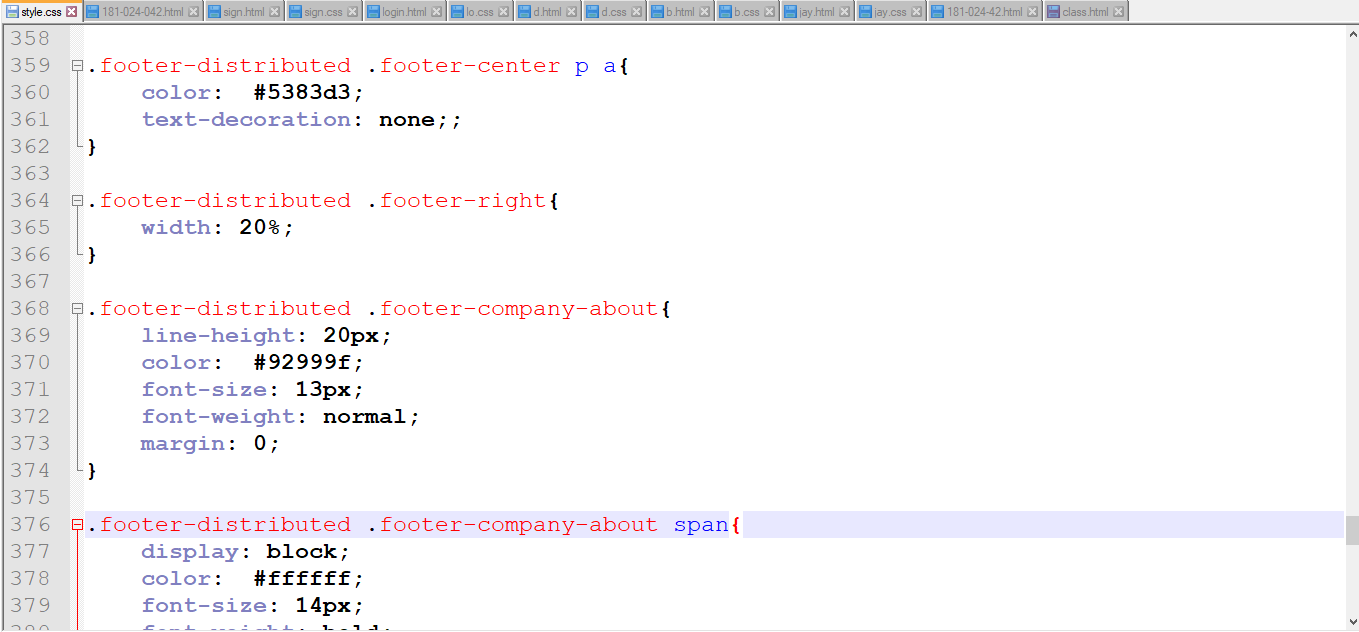 style.css 181-024-042.html sign.html sign.css login.html lo.css d.html d.css b.html b.css jay.html jay.css 181-024-42.html class.html
358
359 .footer-distributed .footer-center p a{
360 color:  #5383d3;
361 text-decoration: none;;
362 }
363
364 .footer-distributed .footer-right{
365 width: 20%;
366 }
367
368 .footer-distributed .footer-company-about{
369 line-height: 20px;
370 color:  #92999f;
371 font-size: 13px;
372 font-weight: normal;
373 margin: 0;
374 }
375
376 .footer-distributed .footer-company-about span{
377 display: block;
378 color:  #ffffff;
379 font-size: 14px;
380 font-weight: bold;